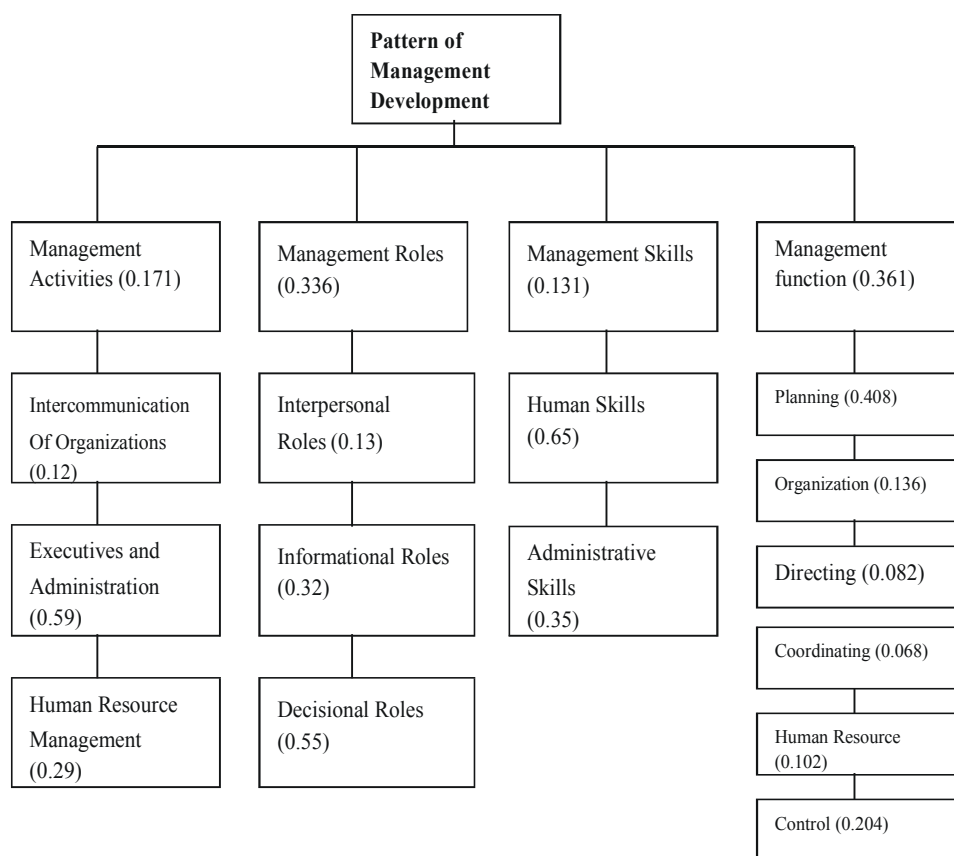 Pattern of
Management
Development
Management
Activities (0.171)
Management Roles
(0.336)
Management Skills
(0.131)
Management
function (0.361)
Intercommunication
Of Organizations
(0.12)
Interpersonal
Roles (0.13)
Human Skills
(0.65)
Planning (0.408)
Organization (0.136)
Executives and
Administration
(0.59)
Informational Roles
(0.32)
Administrative
Skills
(0.35)
Directing (0.082)
Coordinating (0.068)
Human Resource
Management
(0.29)
Decisional Roles
(0.55)
Human Resource
(0.102)
Control (0.204)